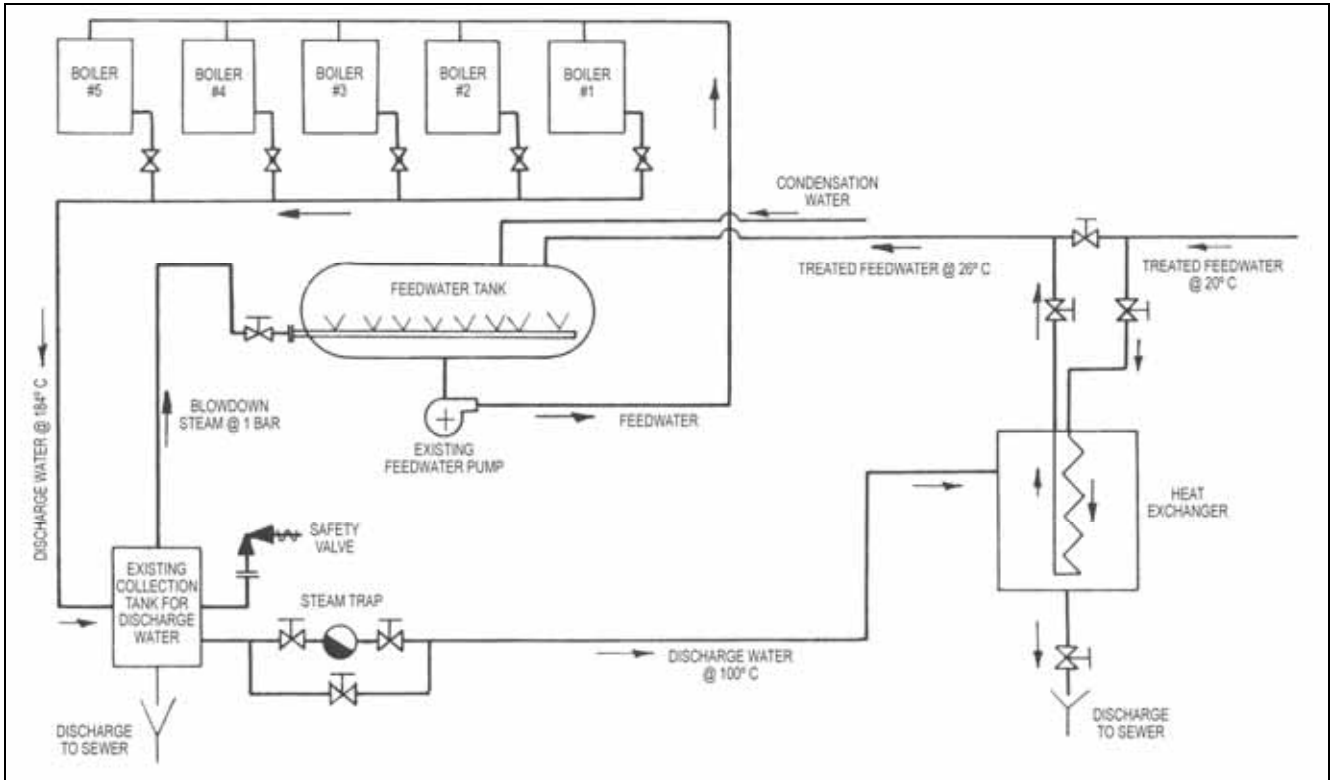 BOILER
#5
BOILER
#4
BOILER
#3
BOILER
#2
BOILER
#1
CONDENSATION
WATER
TREATED FEEDWATER @ 26º C
TREATED FEEDWATER
@ 20º C
FEEDWATER TANK
DISCHARGE WATER @ 184º C
BLOWDOWN
STEAM @ 1 BAR
FEEDWATER
EXISTING
FEEDWATER PUMP
HEAT
EXCHANGER
SAFETY
VALVE
EXISTING
COLLECTION
TANK FOR
DISCHARGE
WATER
STEAM TRAP
DISCHARGE WATER
@ 100º C
DISCHARGE
TO SEWER
DISCHARGE
TO SEWER